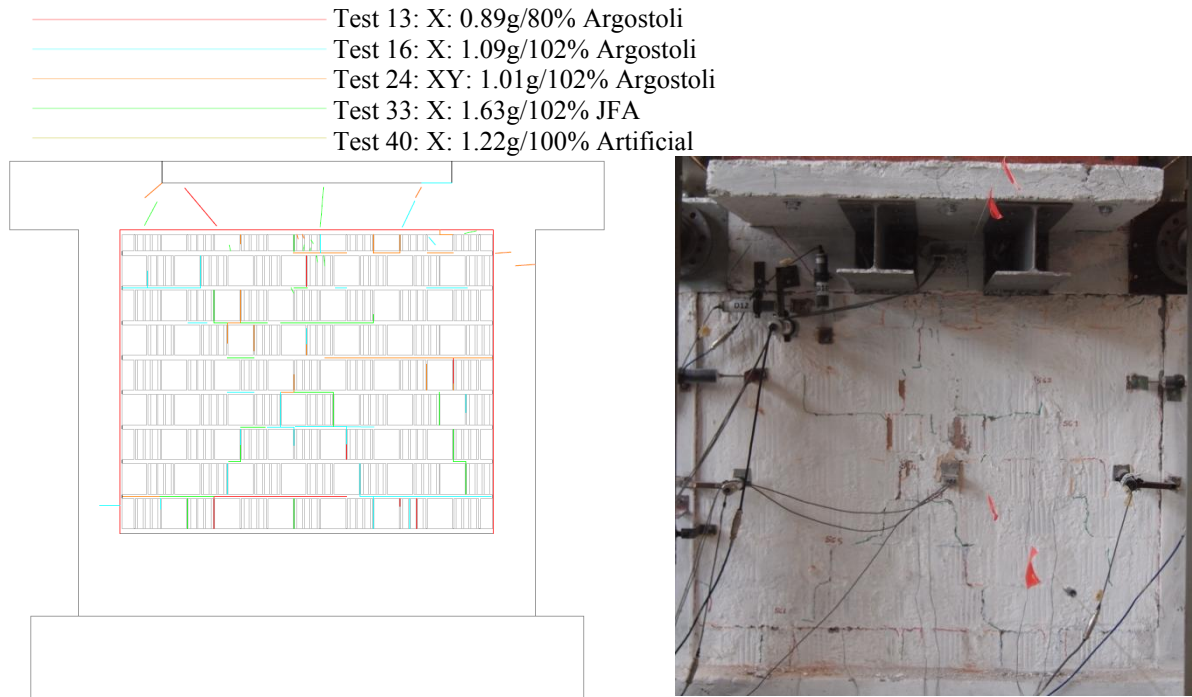 Test 13: X: 0.89g/80% Argostoli
Test 16: X: 1.09g/102% Argostoli
Test 24: XY: 1.01g/102% Argostoli
Test 33: X: 1.63g/102% JFA
Test 40: X: 1.22g/100% Artificial
D12